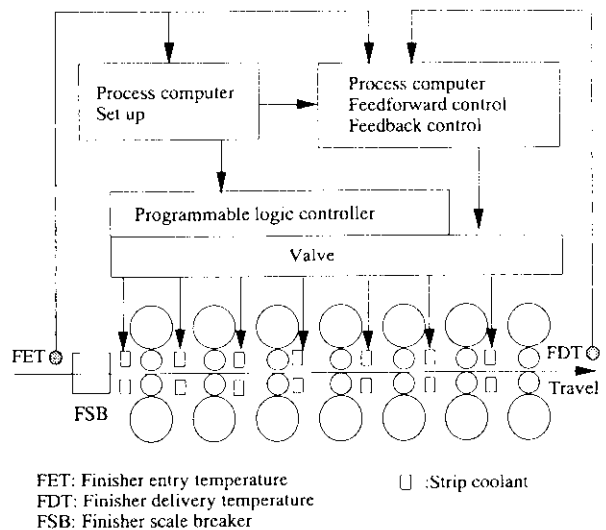 Process computer
Set up
Process computer
Feedforward control
Feedback control
Programmable logic controller
Valve
FET
FDT
FSB
Travel
FET: Finisher entry temperature
FDT: Finisher delivery temperature
FSB: Finisher scale breaker
:Strip coolant